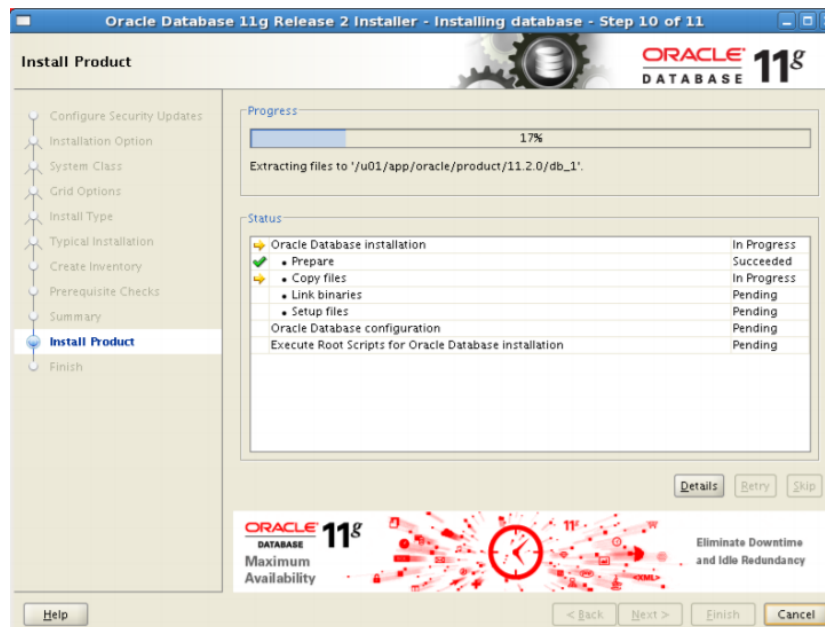 Oracle Database 11g Release 2 Installer - Installing database - Step 10 of 11
Install Product
ORACLE
DATABASE 11g
Configure Security Updates
Installation Option
System Class
Grid Options
Install Type
Typical Installation
Create Inventory
Prerequisite Checks
Summary
Install Product
Finish
Progress
17%
Extracting files to '/u01/app/oracle/product/11.2.0/db_1'.
Status
Oracle Database installation In Progress
• Prepare Succeeded
• Copy files In Progress
• Link binaries Pending
• Setup files Pending
Oracle Database configuration Pending
Execute Root Scripts for Oracle Database installation Pending
Details Retry Skip
ORACLE
DATABASE 11g
Maximum
Availability
11g
<XML>
Eliminate Downtime
and Idle Redundancy
Help < Back Next > Finish Cancel